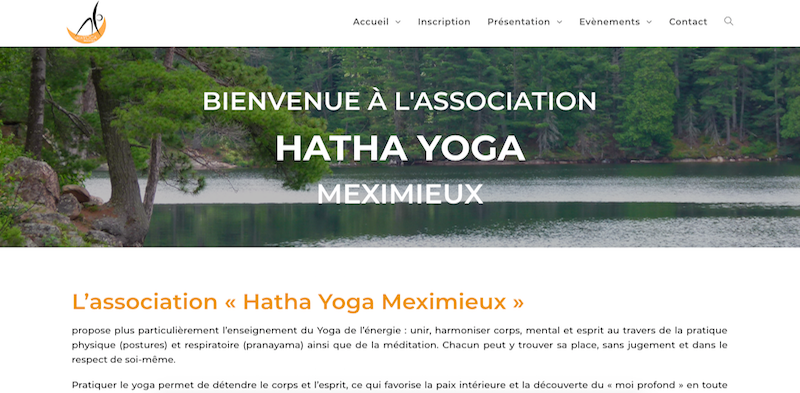 Accueil Inscription Présentation Evènements Contact
BIENVENUE À L'ASSOCIATION
HATHA YOGA
MEXIMIEUX
L’association « Hatha Yoga Meximieux »
propose plus particulièrement l’enseignement du Yoga de l’énergie : unir, harmoniser corps, mental et esprit au travers de la pratique
physique (postures) et respiratoire (pranayama) ainsi que de la méditation. Chacun peut y trouver sa place, sans jugement et dans le
respect de soi-même.
Pratiquer le yoga permet de détendre le corps et l’esprit, ce qui favorise la paix intérieure et la découverte du « moi profond » en toute